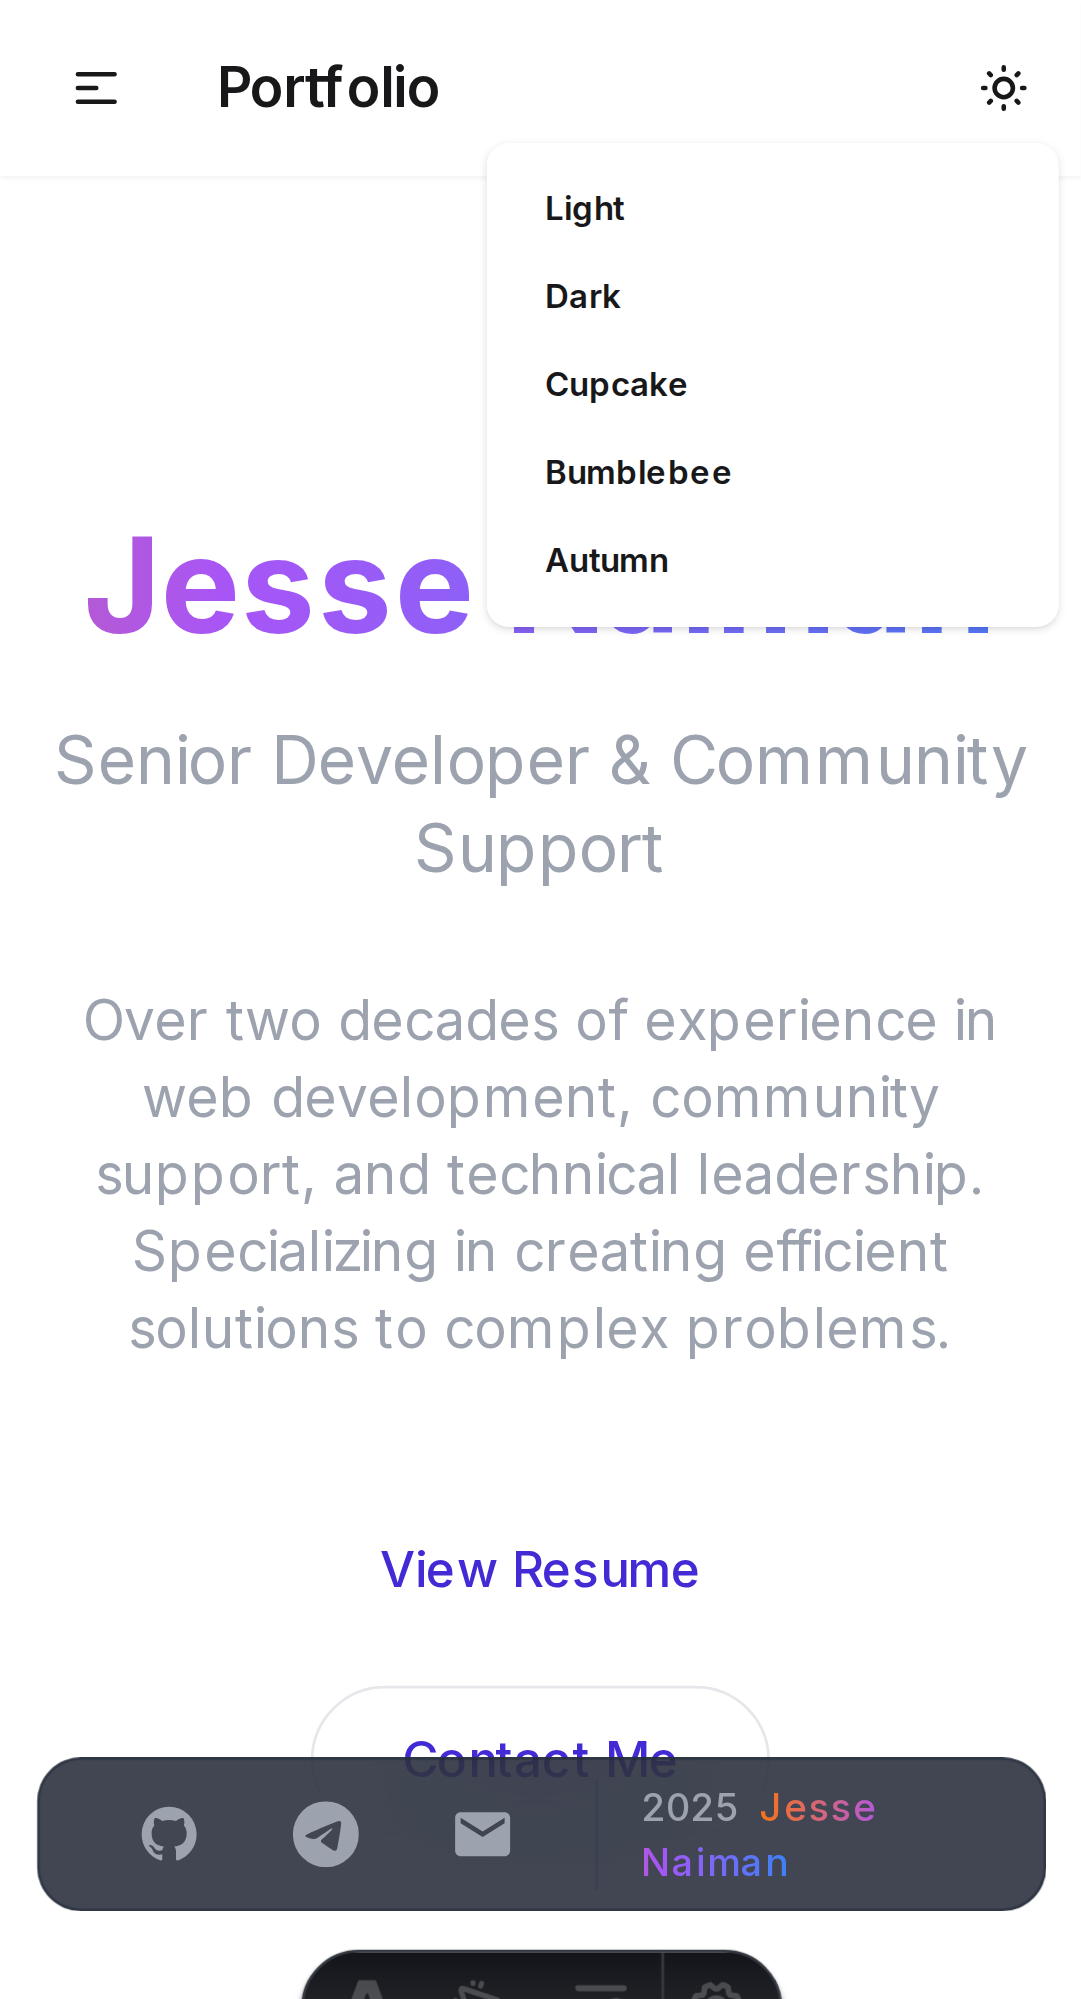 Portfolio
Light
Dark
Cupcake
Bumblebee
Autumn
Jesse
Senior Developer & Community
Support
Over two decades of experience in
web development, community
support, and technical leadership.
Specializing in creating efficient
solutions to complex problems.
View Resume
Contact Me
2025 Jesse
Naiman